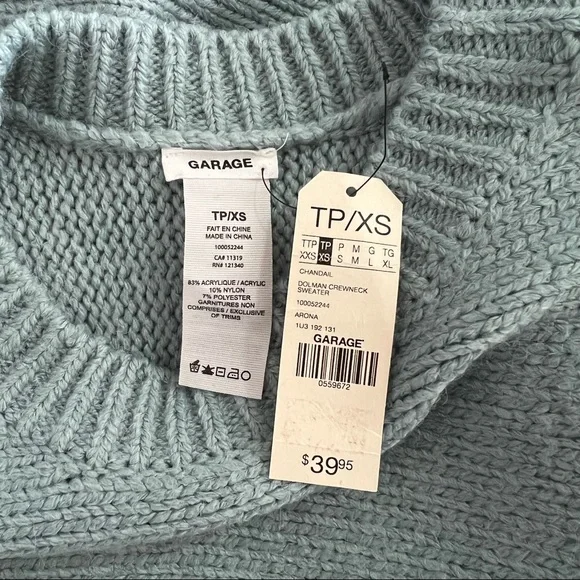 GARAGE
TP/XS
FAIT EN CHINE
MADE IN CHINA
100052244
CA# 11319
RN# 121340
83% ACRYLIQUE / ACRYLIC
10% NYLON
7% POLYESTER
GARNITURES NON
COMPRISES / EXCLUSIVE
OF TRIMS
TP/XS
TTP TP P M G TG
XXS XS S M L XL
CHANDAIL
DOLMAN CREWNECK
SWEATER
100052244
ARONA
1U3 192 131
GARAGE
0559672
$39.95